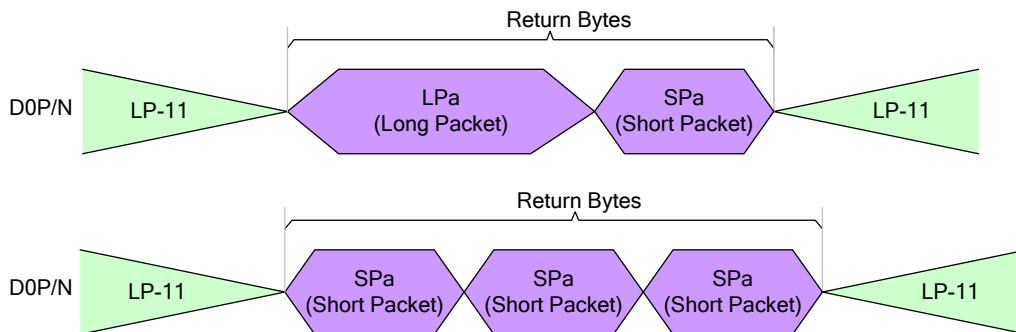 Return Bytes
D0P/N
LP-11
LPa
(Long Packet)
SPa
(Short Packet)
LP-11
Return Bytes
D0P/N
LP-11
SPa
(Short Packet)
SPa
(Short Packet)
SPa
(Short Packet)
LP-11